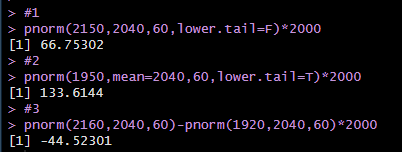 > #1
> pnorm(2150,2040,60,lower.tail=F)*2000
[1] 66.75302
> #2
> pnorm(1950,mean=2040,60,lower.tail=T)*2000
[1] 133.6144
> #3
> pnorm(2160,2040,60)-pnorm(1920,2040,60)*2000
[1] -44.52301